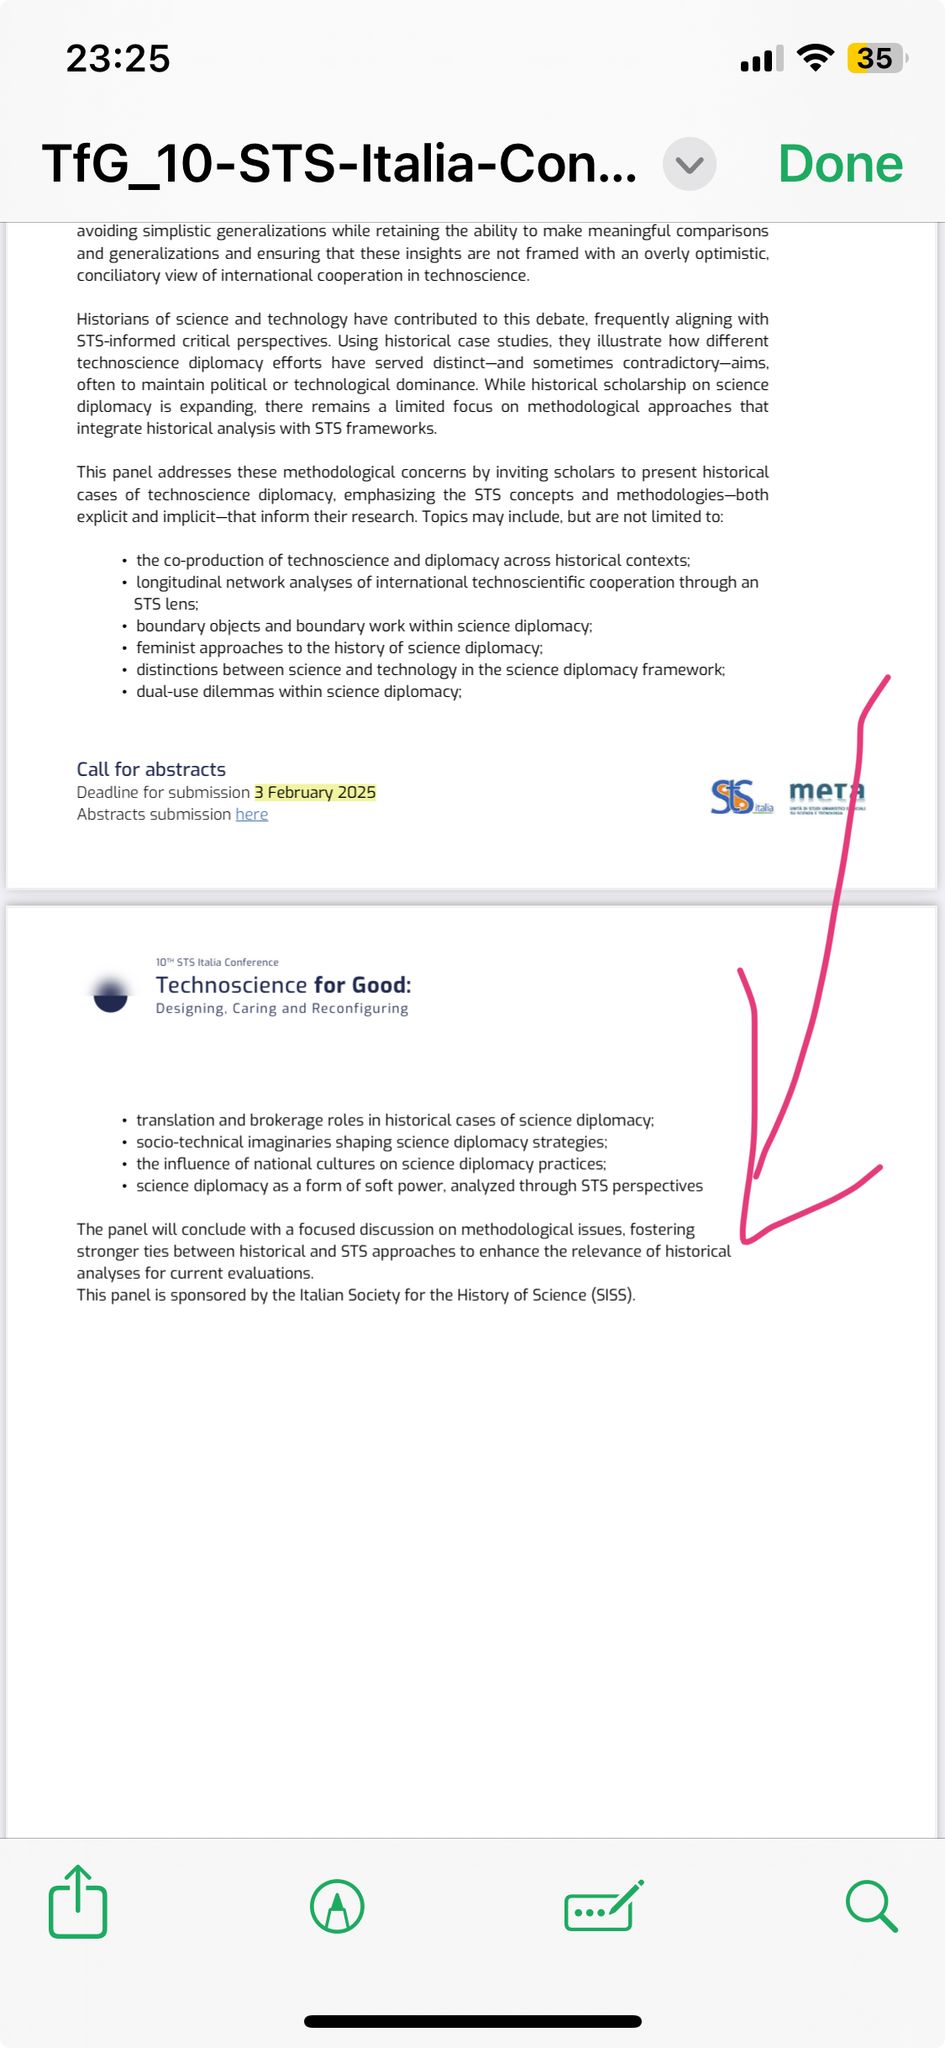 23:25
35
TfG_10-STS-Italia-Con...
Done
avoiding simplistic generalizations while retaining the ability to make meaningful comparisons
and generalizations and ensuring that these insights are not framed with an overly optimistic,
conciliatory view of international cooperation in technoscience.
Historians of science and technology have contributed to this debate, frequently aligning with
STS-informed critical perspectives. Using historical case studies, they illustrate how different
technoscience diplomacy efforts have served distinct—and sometimes contradictory—aims,
often to maintain political or technological dominance. While historical scholarship on science
diplomacy is expanding, there remains a limited focus on methodological approaches that
integrate historical analysis with STS frameworks.
This panel addresses these methodological concerns by inviting scholars to present historical
cases of technoscience diplomacy, emphasizing the STS concepts and methodologies—both
explicit and implicit—that inform their research. Topics may include, but are not limited to:
• the co-production of technoscience and diplomacy across historical contexts;
• longitudinal network analyses of international technoscientific cooperation through an
STS lens;
• boundary objects and boundary work within science diplomacy;
• feminist approaches to the history of science diplomacy;
• distinctions between science and technology in the science diplomacy framework;
• dual-use dilemmas within science diplomacy;
Call for abstracts
Deadline for submission 3 February 2025
Abstracts submission here
STS italia
meta
10TH STS Italia Conference
Technoscience for Good:
Designing, Caring and Reconfiguring
• translation and brokerage roles in historical cases of science diplomacy;
• socio-technical imaginaries shaping science diplomacy strategies;
• the influence of national cultures on science diplomacy practices;
• science diplomacy as a form of soft power, analyzed through STS perspectives
The panel will conclude with a focused discussion on methodological issues, fostering
stronger ties between historical and STS approaches to enhance the relevance of historical
analyses for current evaluations.
This panel is sponsored by the Italian Society for the History of Science (SISS).